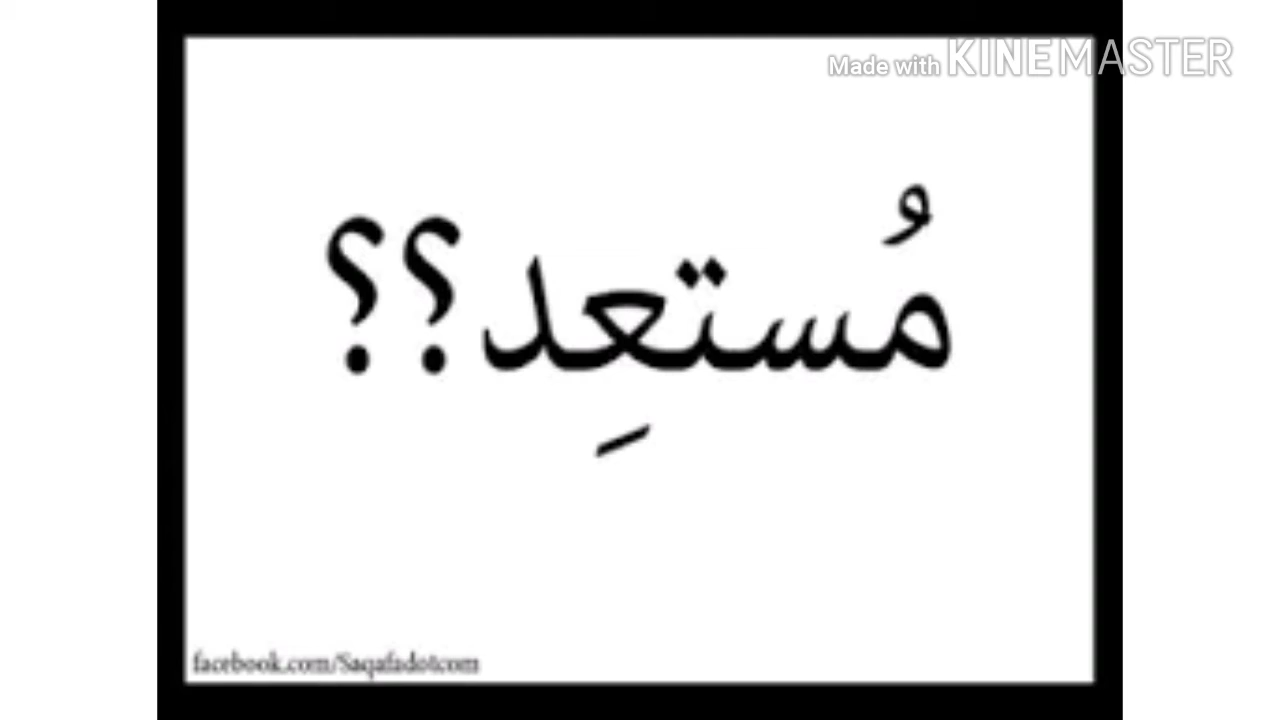 Made with KINEMASTER
مُستعِد؟؟
facebook.com/Saqafadotcom